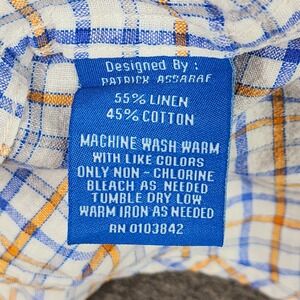 Designed By :
PATRICK ASSARAF
55% LINEN
45% COTTON
MACHINE WASH WARM
WITH LIKE COLORS
ONLY NON - CHLORINE
BLEACH AS NEEDED
TUMBLE DRY LOW
WARM IRON AS NEEDED
RN 0103842